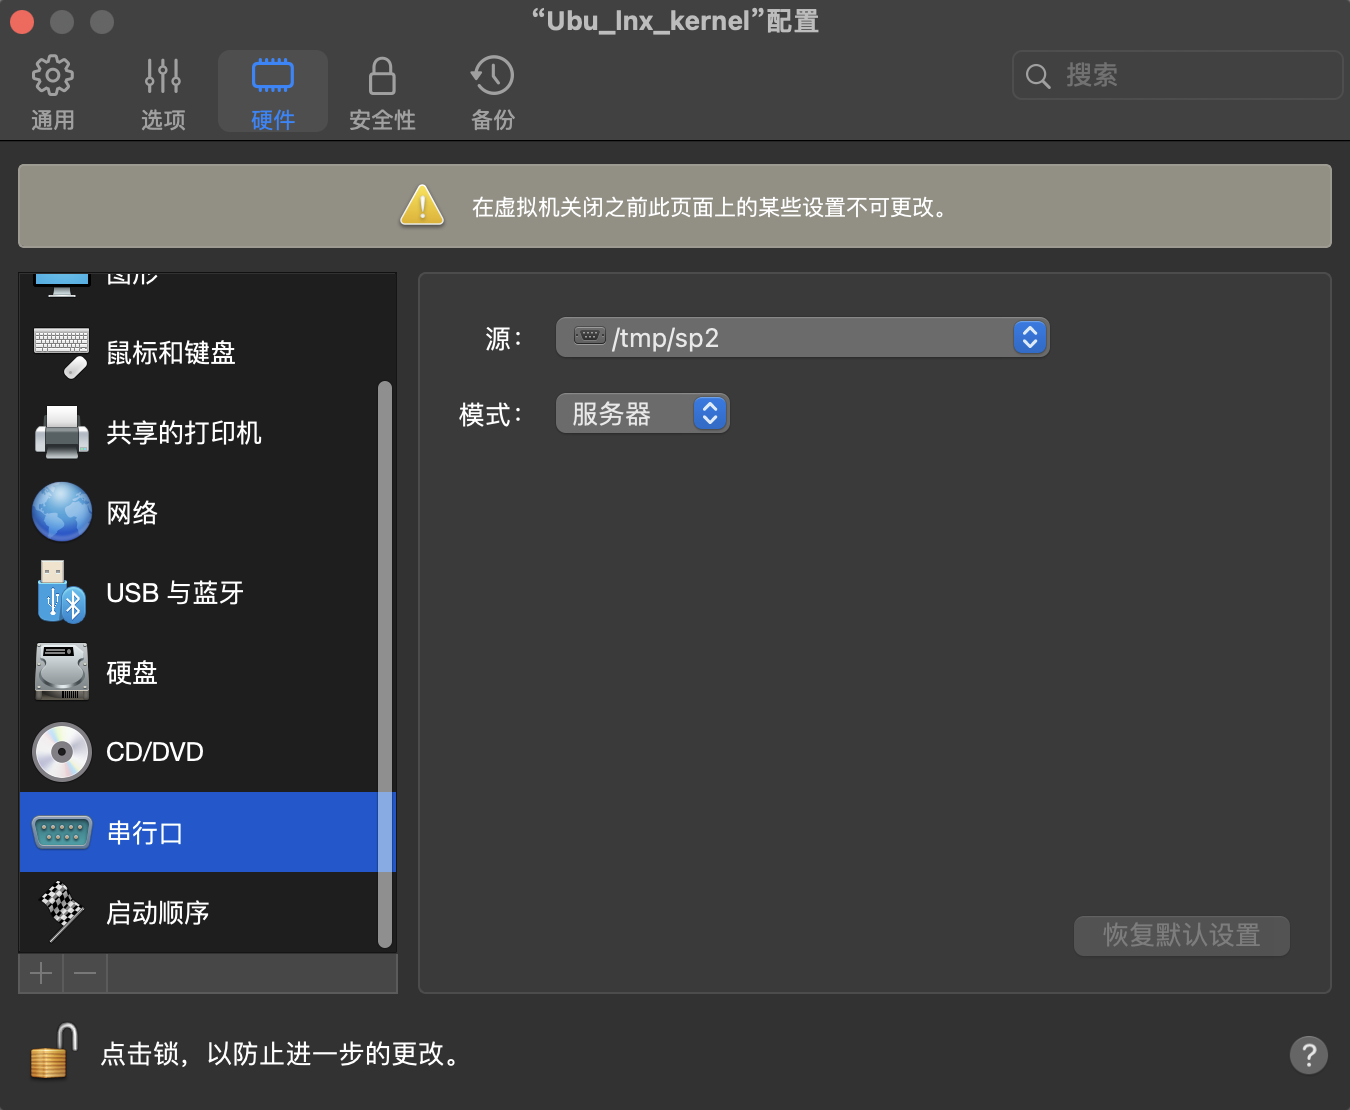 “Ubu_lnx_kernel”配置
通用
选项
硬件
安全性
备份
搜索
在虚拟机关闭之前此页面上的某些设置不可更改。
图形
鼠标和键盘
共享的打印机
网络
USB 与蓝牙
硬盘
CD/DVD
串行口
启动顺序
源：
/tmp/sp2
模式：
服务器
恢复默认设置
点击锁，以防止进一步的更改。
?